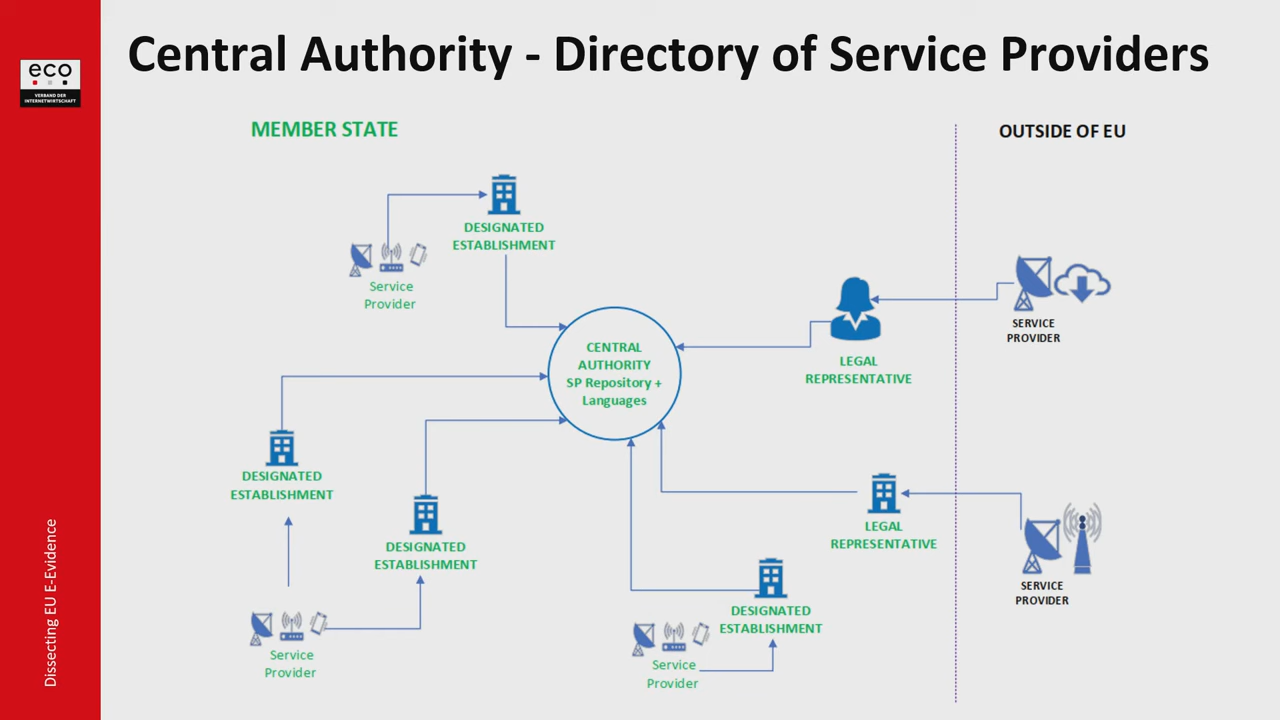 Central Authority - Directory of Service Providers
eco
VERBAND DER
INTERNETWIRTSCHAFT
MEMBER STATE
OUTSIDE OF EU
DESIGNATED
ESTABLISHMENT
Service
Provider
SERVICE
PROVIDER
CENTRAL
AUTHORITY
SP Repository +
Languages
LEGAL
REPRESENTATIVE
DESIGNATED
ESTABLISHMENT
DESIGNATED
ESTABLISHMENT
LEGAL
REPRESENTATIVE
SERVICE
PROVIDER
DESIGNATED
ESTABLISHMENT
Service
Provider
Service
Provider
Dissecting EU E-Evidence